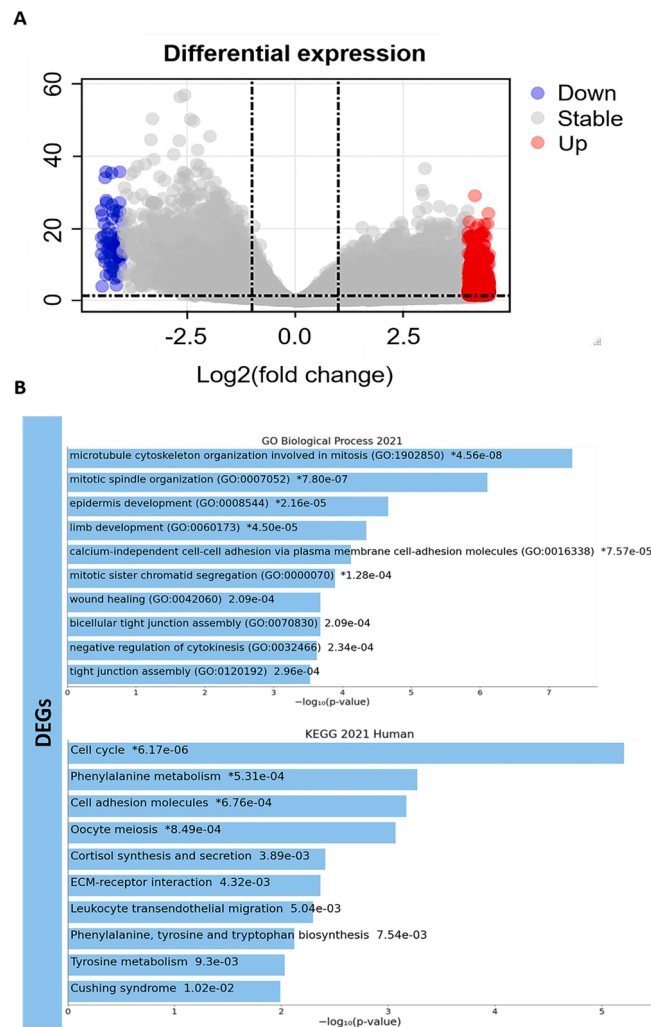 A
Differential expression
60
40
20
0
-2.5
0.0
2.5
Log2(fold change)
Down
Stable
Up
B
DEGs
GO Biological Process 2021
microtubule cytoskeleton organization involved in mitosis (GO:1902850) *4.56e-08
mitotic spindle organization (GO:0007052) *7.80e-07
epidermis development (GO:0008544) *2.16e-05
limb development (GO:0060173) *4.50e-05
calcium-independent cell-cell adhesion via plasma membrane cell-adhesion molecules (GO:0016338) *7.57e-05
mitotic sister chromatid segregation (GO:0000070) *1.28e-04
wound healing (GO:0042060) 2.09e-04
bicellular tight junction assembly (GO:0070830) 2.09e-04
negative regulation of cytokinesis (GO:0032466) 2.34e-04
tight junction assembly (GO:0120192) 2.96e-04
0 1 2 3 4 5 6 7
−log₁₀(p-value)
KEGG 2021 Human
Cell cycle *6.17e-06
Phenylalanine metabolism *5.31e-04
Cell adhesion molecules *6.76e-04
Oocyte meiosis *8.49e-04
Cortisol synthesis and secretion 3.89e-03
ECM-receptor interaction 4.32e-03
Leukocyte transendothelial migration 5.04e-03
Phenylalanine, tyrosine and tryptophan biosynthesis 7.54e-03
Tyrosine metabolism 9.3e-03
Cushing syndrome 1.02e-02
0 1 2 3 4 5
−log₁₀(p-value)